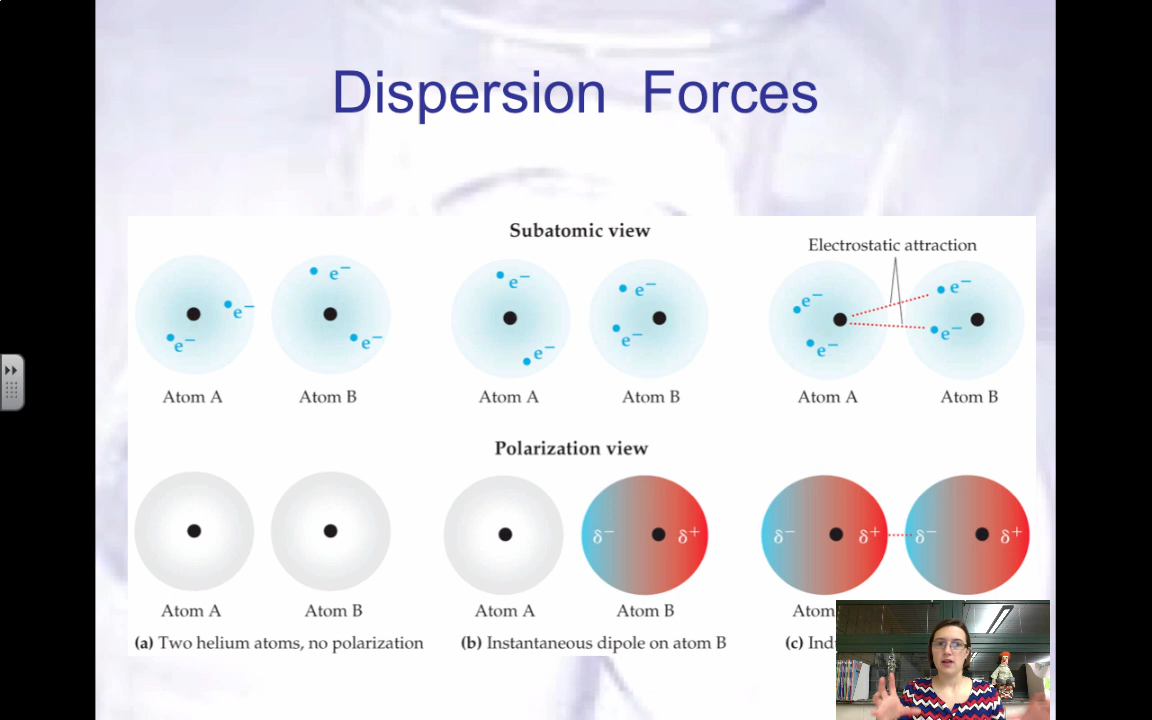 Dispersion Forces
Subatomic view
Electrostatic attraction
e−
e−
e−
e−
e−
e−
e−
e−
e−
e−
e−
e−
Atom A
Atom B
Atom A
Atom B
Atom A
Atom B
Polarization view
δ−
δ+
δ−
δ+
δ−
δ+
Atom A
Atom B
Atom A
Atom B
Atom
Atom B
(a) Two helium atoms, no polarization
(b) Instantaneous dipole on atom B
(c)